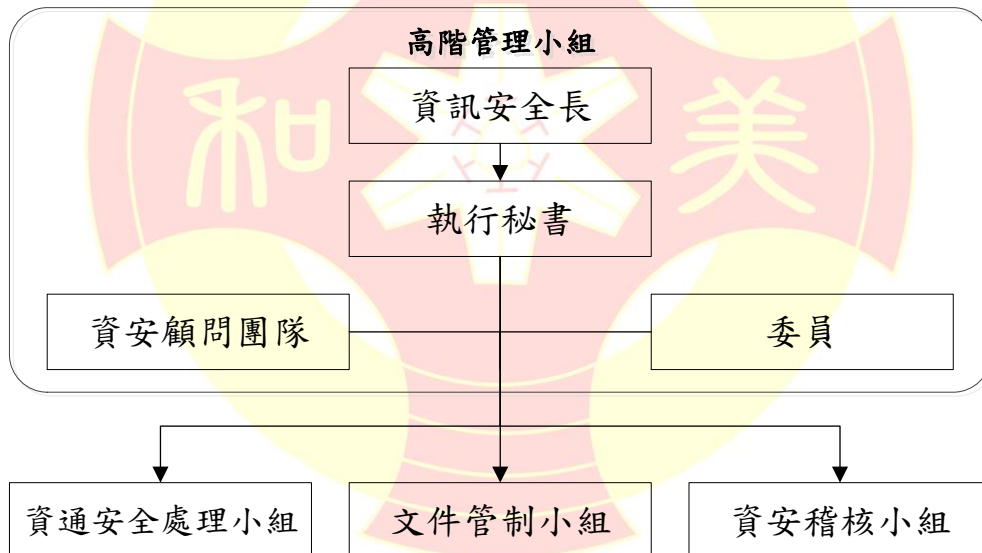 高階管理小組
資訊安全長
和
美
執行秘書
資安顧問團隊
委員
資通安全處理小組
文件管制小組
資安稽核小組